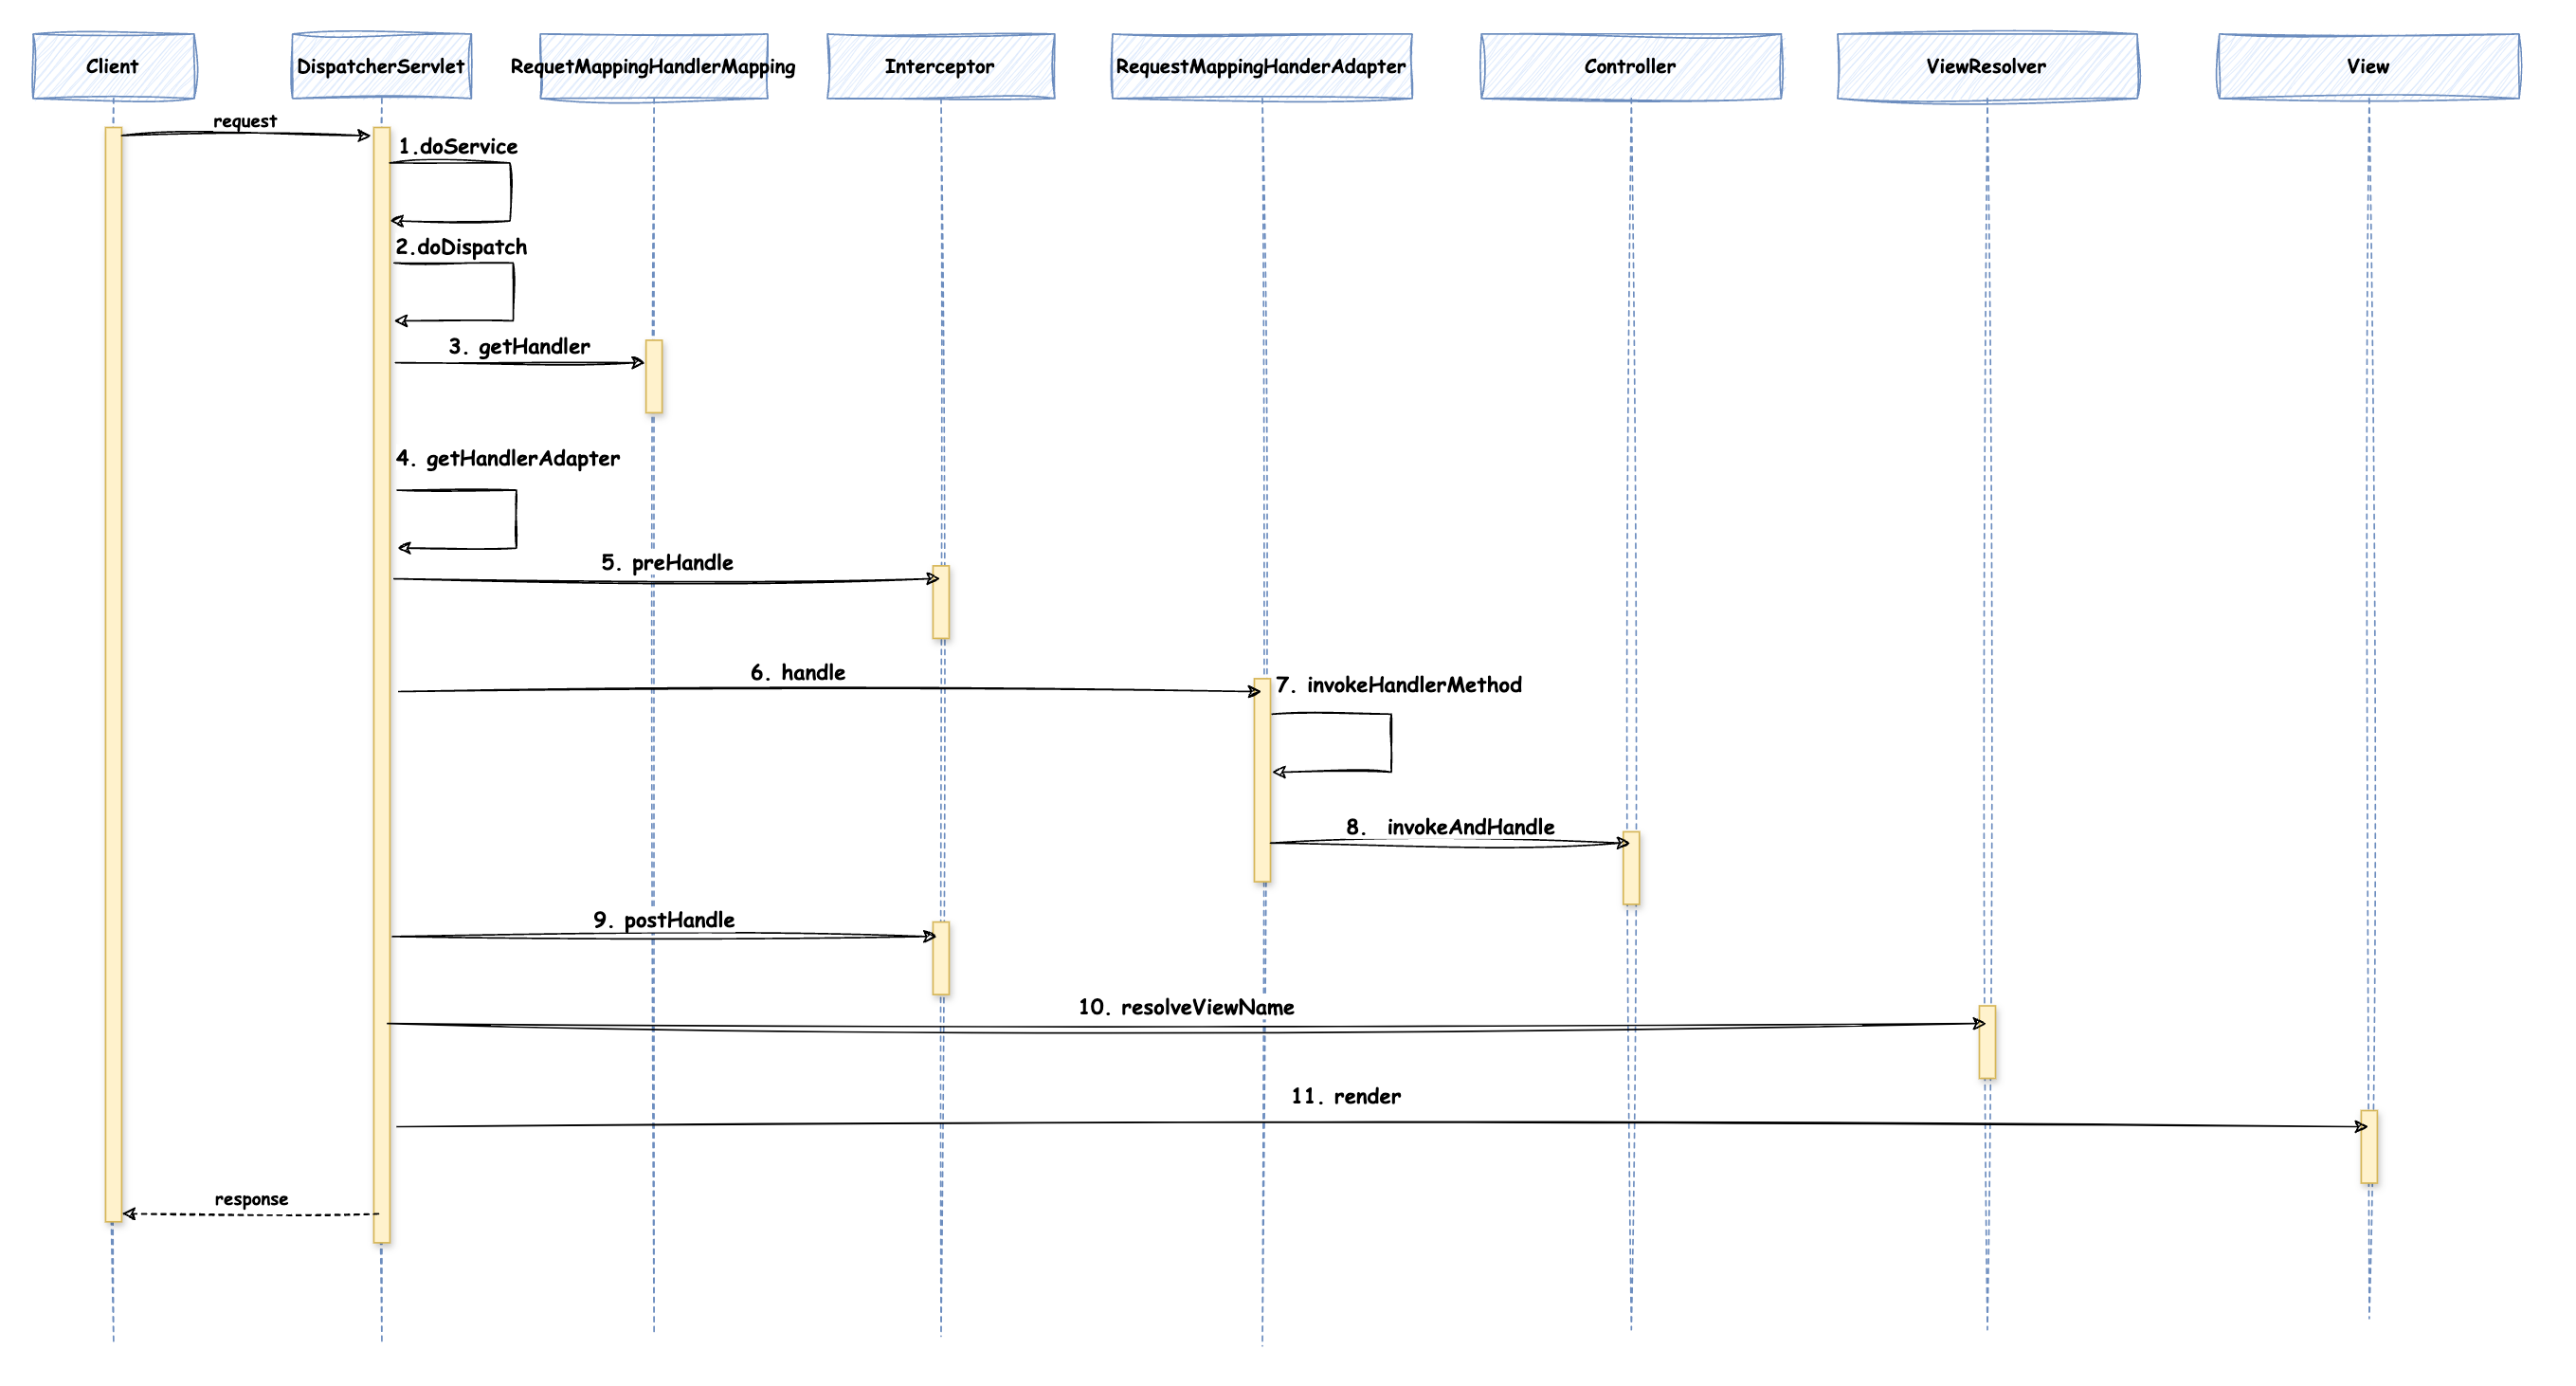 Client
DispatcherServlet
RequetMappingHandlerMapping
Interceptor
RequestMappingHanderAdapter
Controller
ViewResolver
View
request
1.doService
2.doDispatch
3. getHandler
4. getHandlerAdapter
5. preHandle
6. handle
7. invokeHandlerMethod
8. invokeAndHandle
9. postHandle
10. resolveViewName
11. render
response